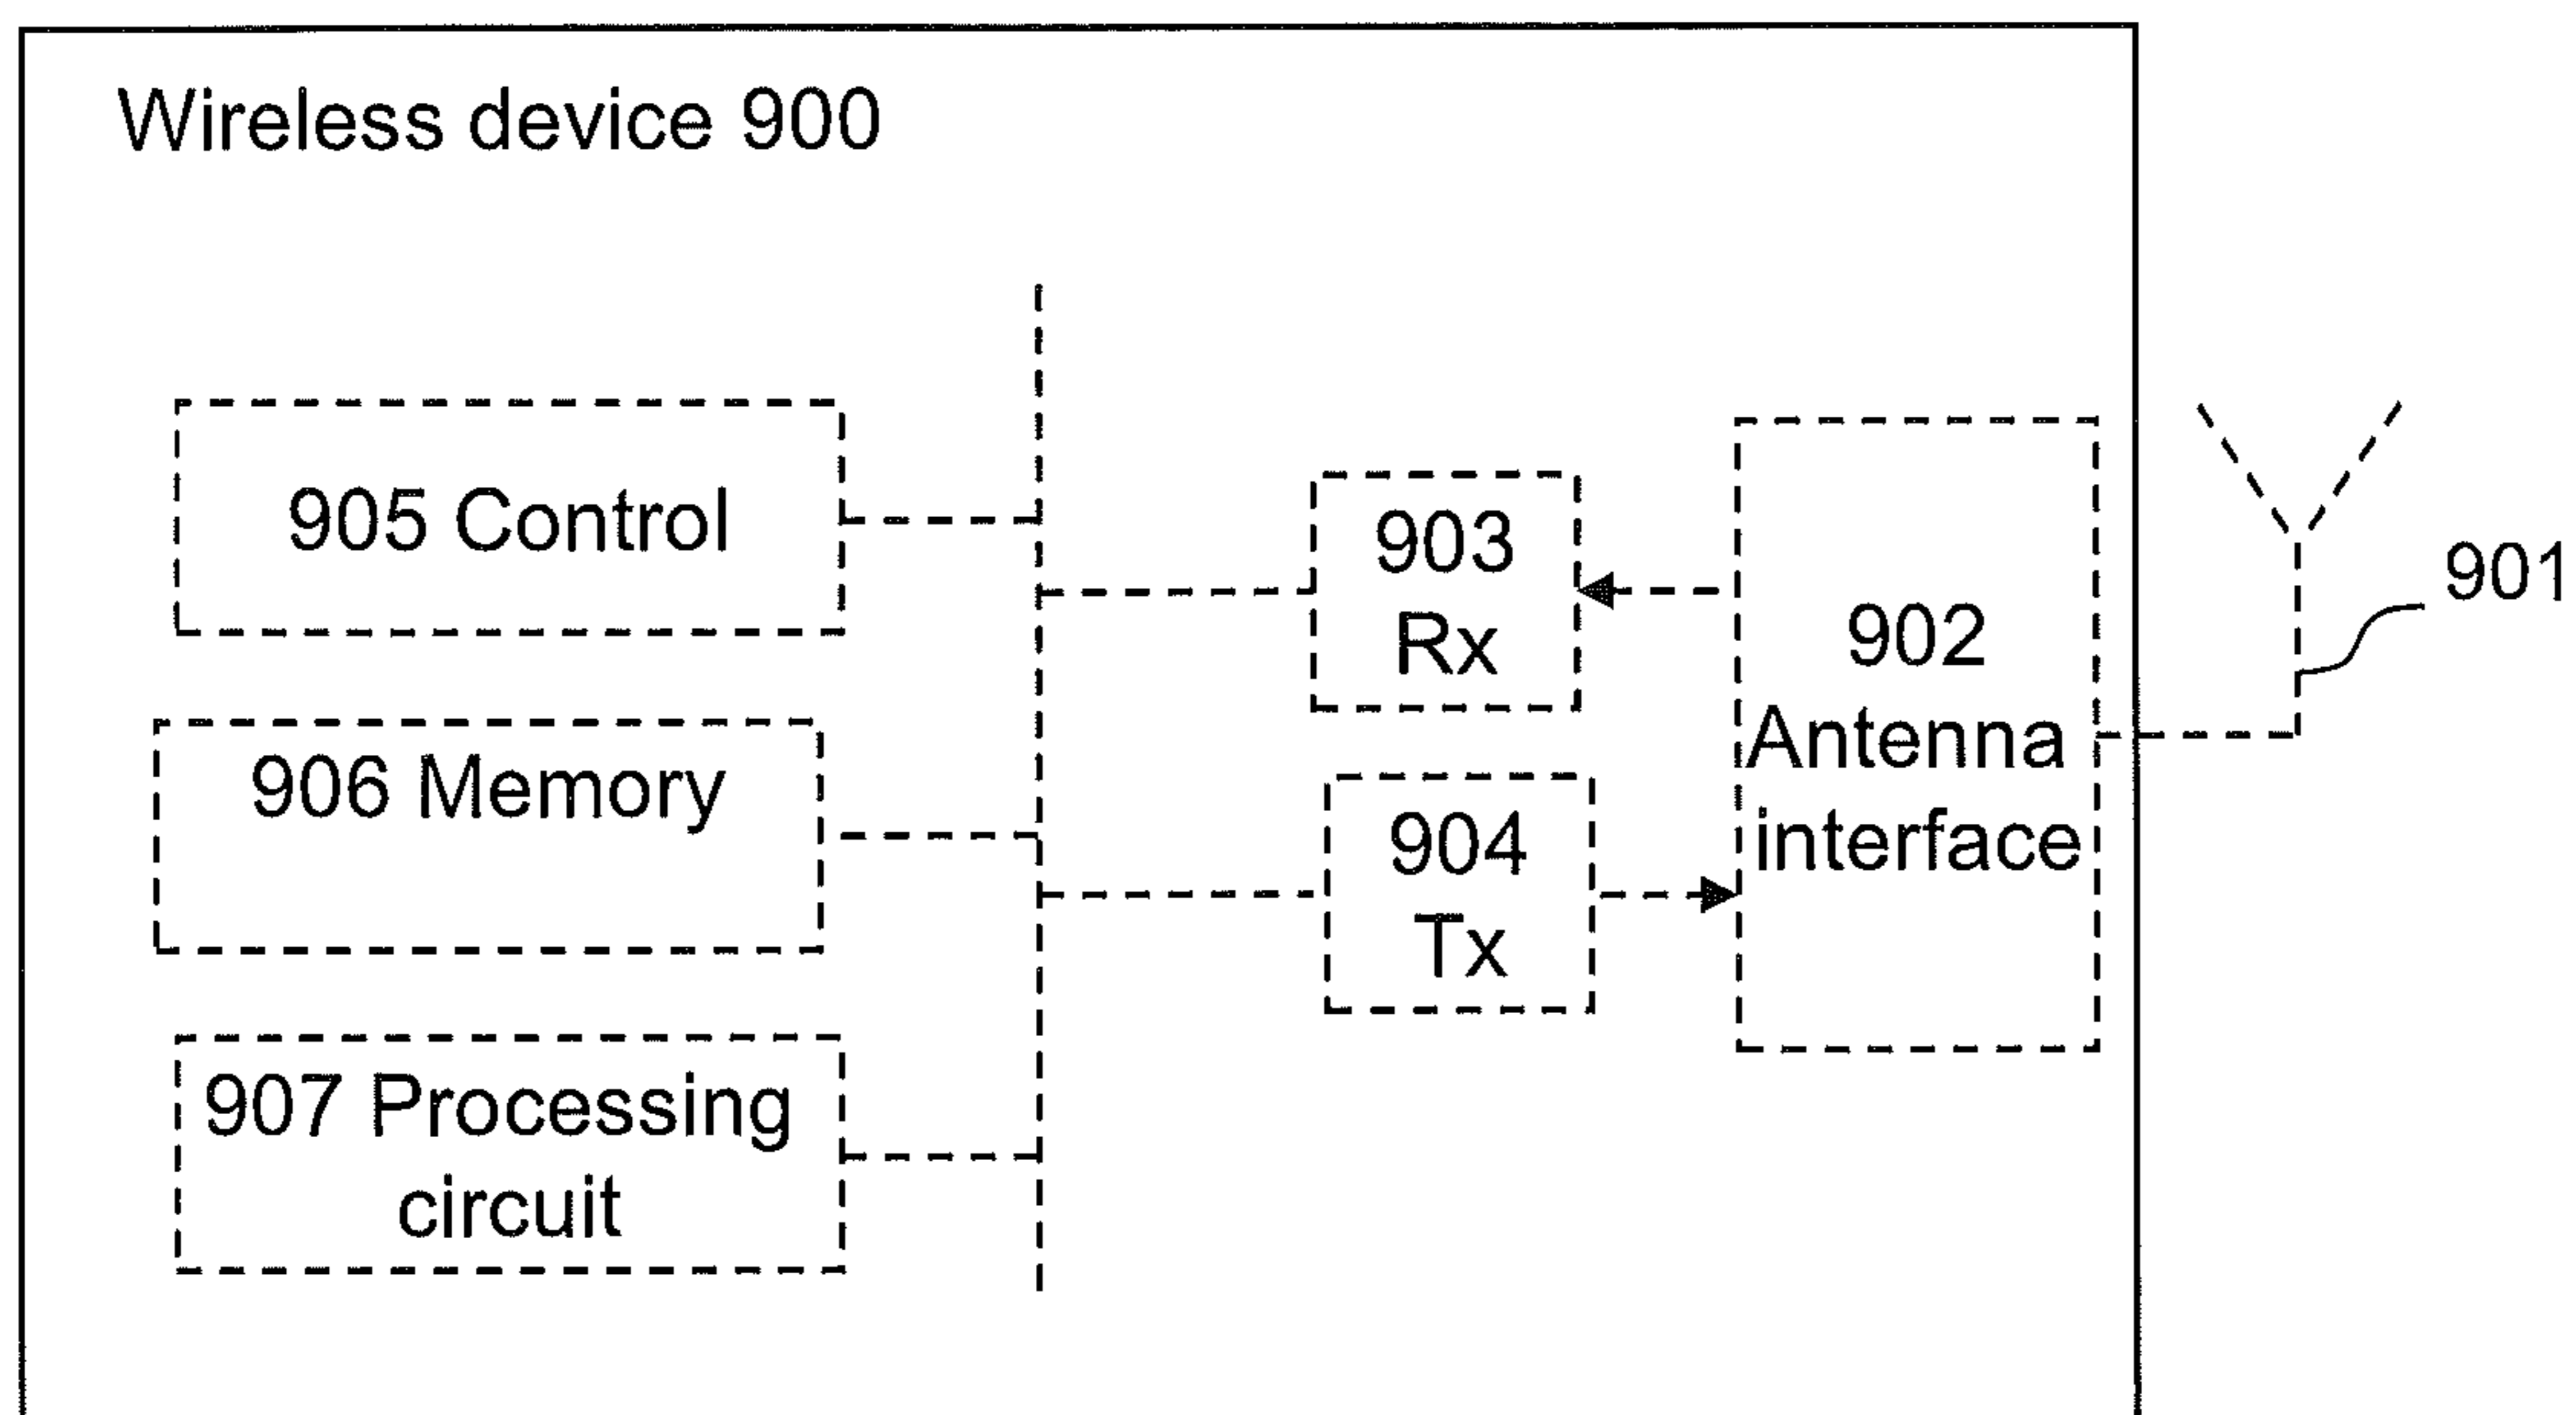 Wireless device 900
905 Control
906 Memory
907 Processing
circuit
903
Rx
904
Tx
902
Antenna
interface
901